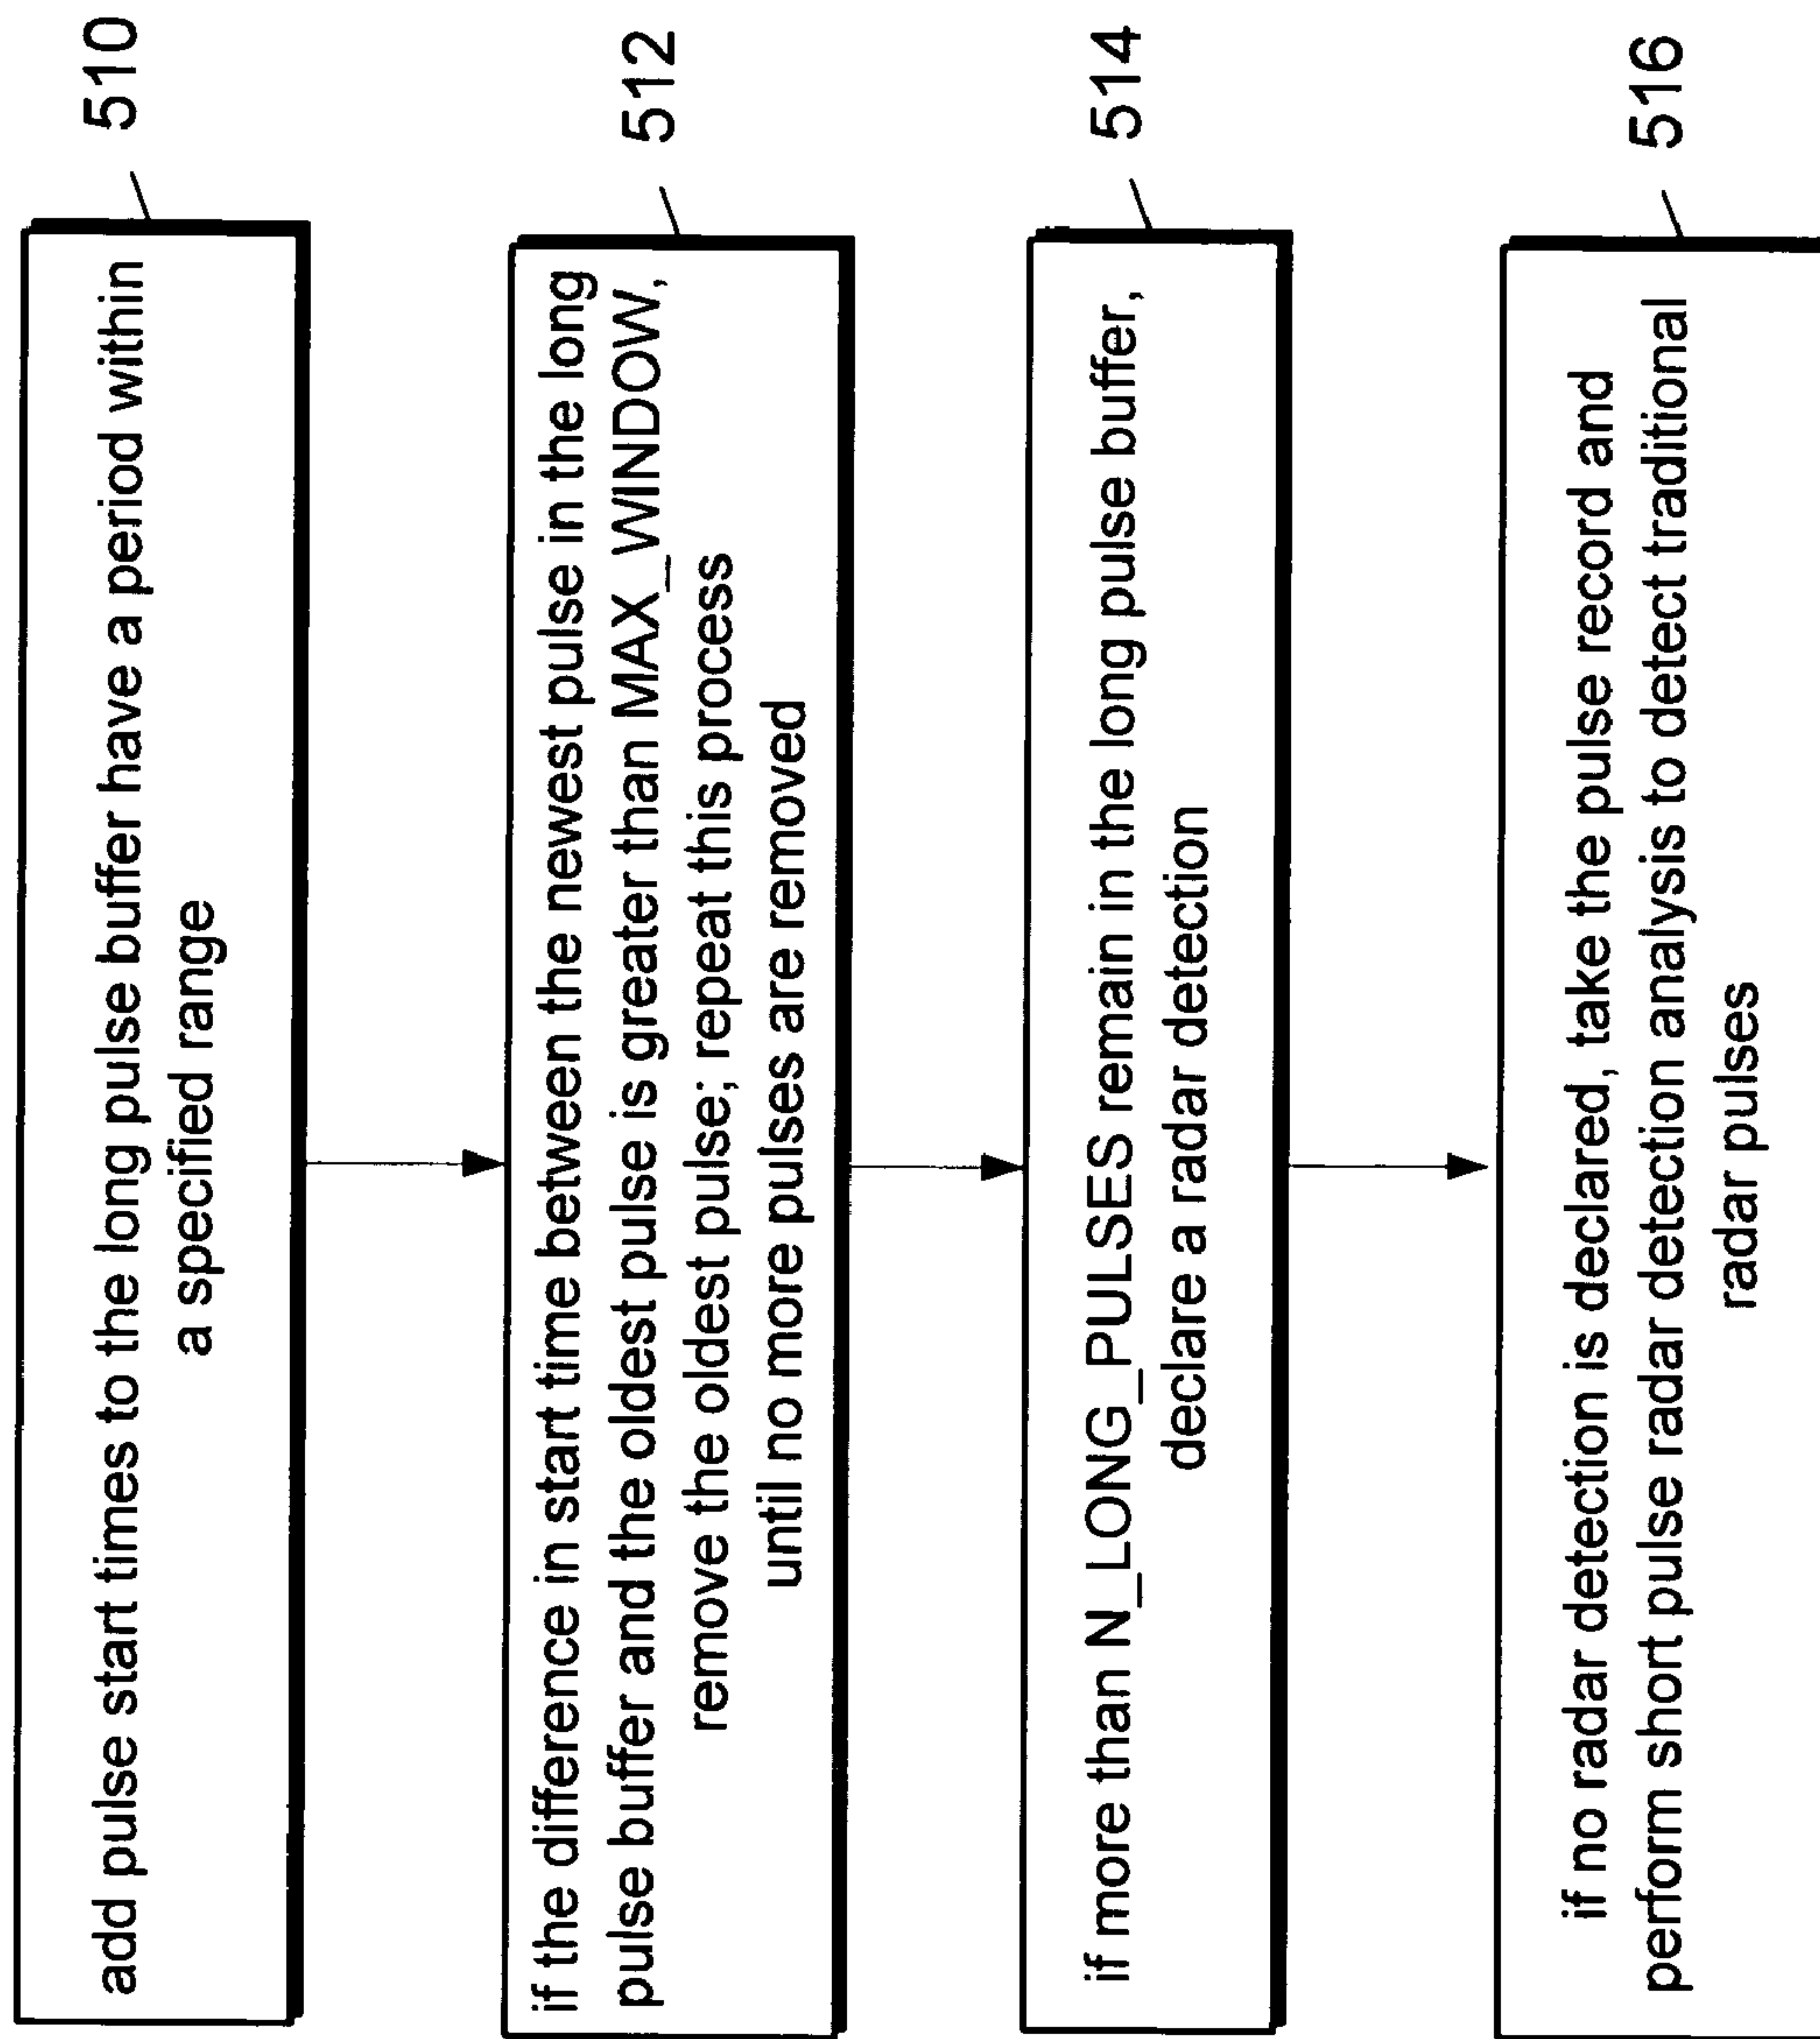 add pulse start times to the long pulse buffer have a period within
a specified range
510
if the difference in start time between the newest pulse in the long
pulse buffer and the oldest pulse is greater than MAX_WINDOW,
remove the oldest pulse; repeat this process
until no more pulses are removed
512
if more than N_LONG_PULSES remain in the long pulse buffer,
declare a radar detection
514
if no radar detection is declared, take the pulse record and
perform short pulse radar detection analysis to detect traditional
radar pulses
516